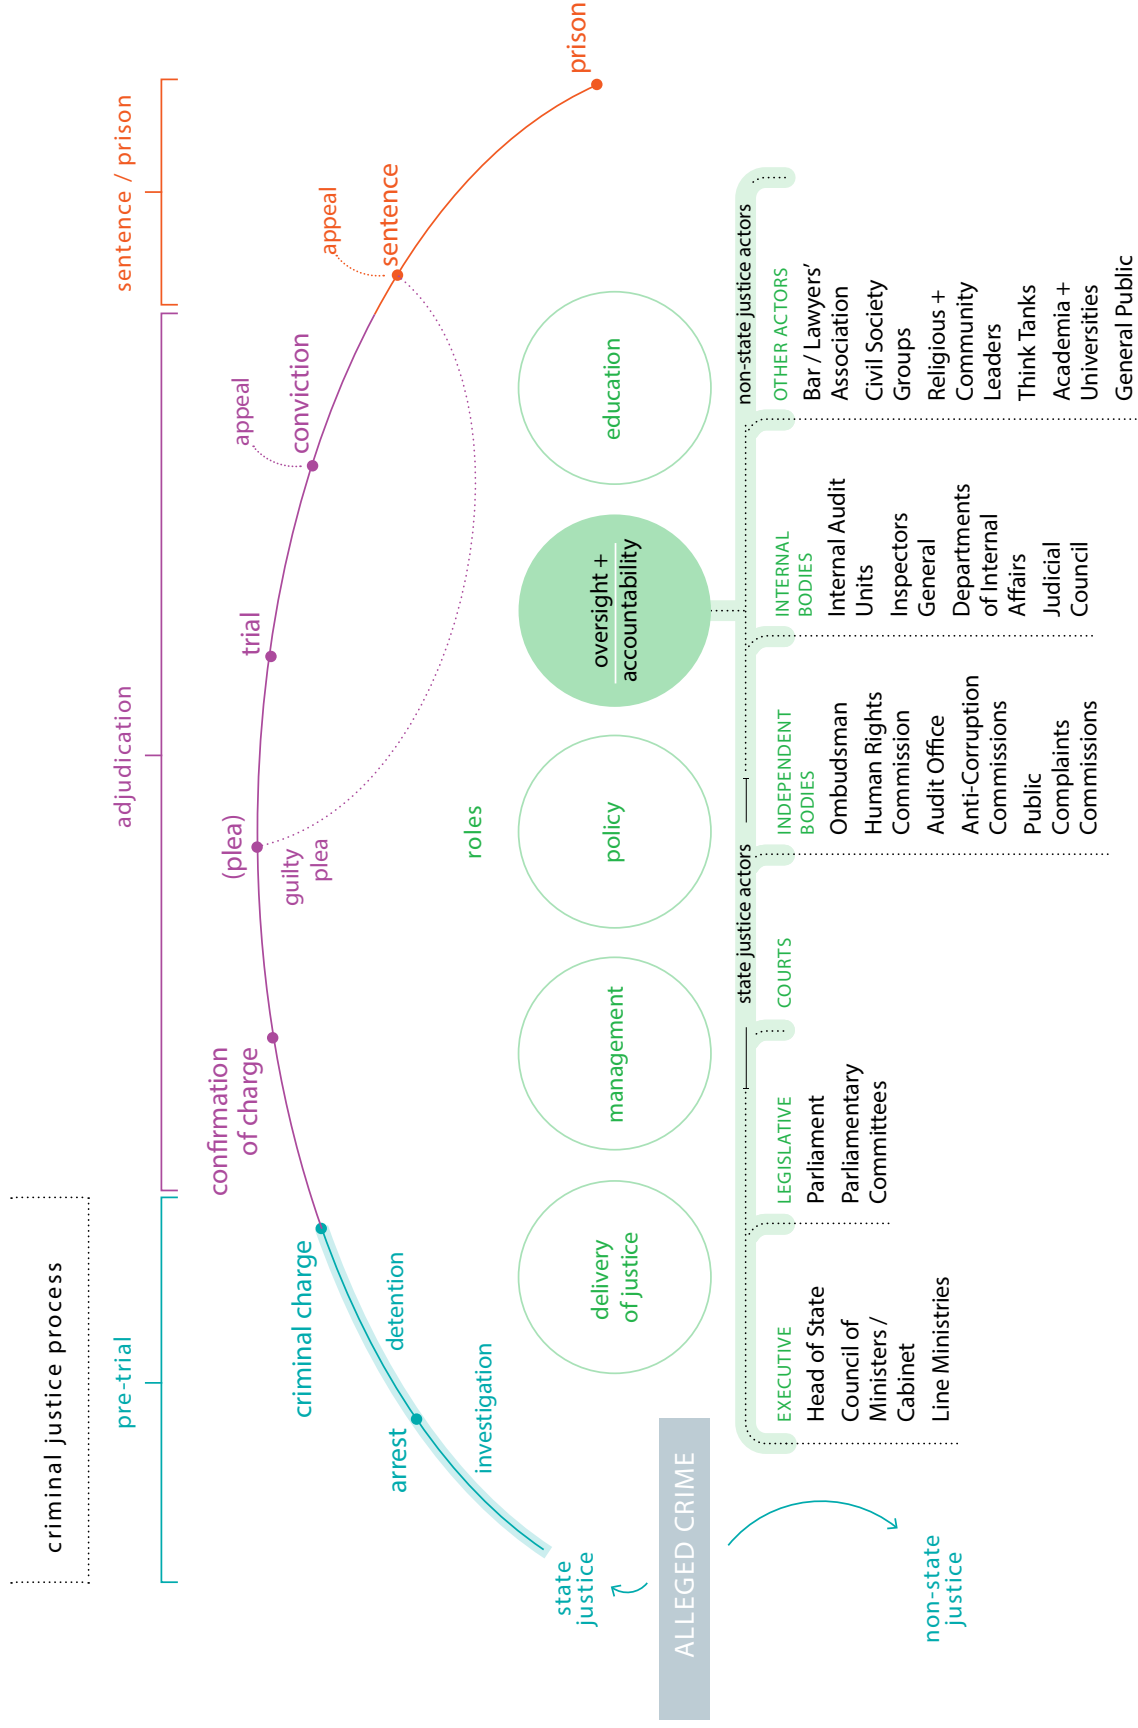 criminal justice process
pre-trial
adjudication
sentence / prison
state
justice
investigation
arrest
detention
criminal charge
confirmation
of charge
(plea)
guilty
plea
trial
appeal
conviction
appeal
sentence
prison
roles
delivery
of justice
management
policy
oversight +
accountability
education
ALLEGED CRIME
non-state
justice
state justice actors
non-state justice actors
EXECUTIVE
Head of State
Council of
Ministers /
Cabinet
Line Ministries
LEGISLATIVE
Parliament
Parliamentary
Committees
COURTS
INDEPENDENT
BODIES
Ombudsman
Human Rights
Commission
Audit Office
Anti-Corruption
Commissions
Public
Complaints
Commissions
INTERNAL
BODIES
Internal Audit
Units
Inspectors
General
Departments
of Internal
Affairs
Judicial
Council
OTHER ACTORS
Bar / Lawyers’
Association
Civil Society
Groups
Religious +
Community
Leaders
Think Tanks
Academia +
Universities
General Public